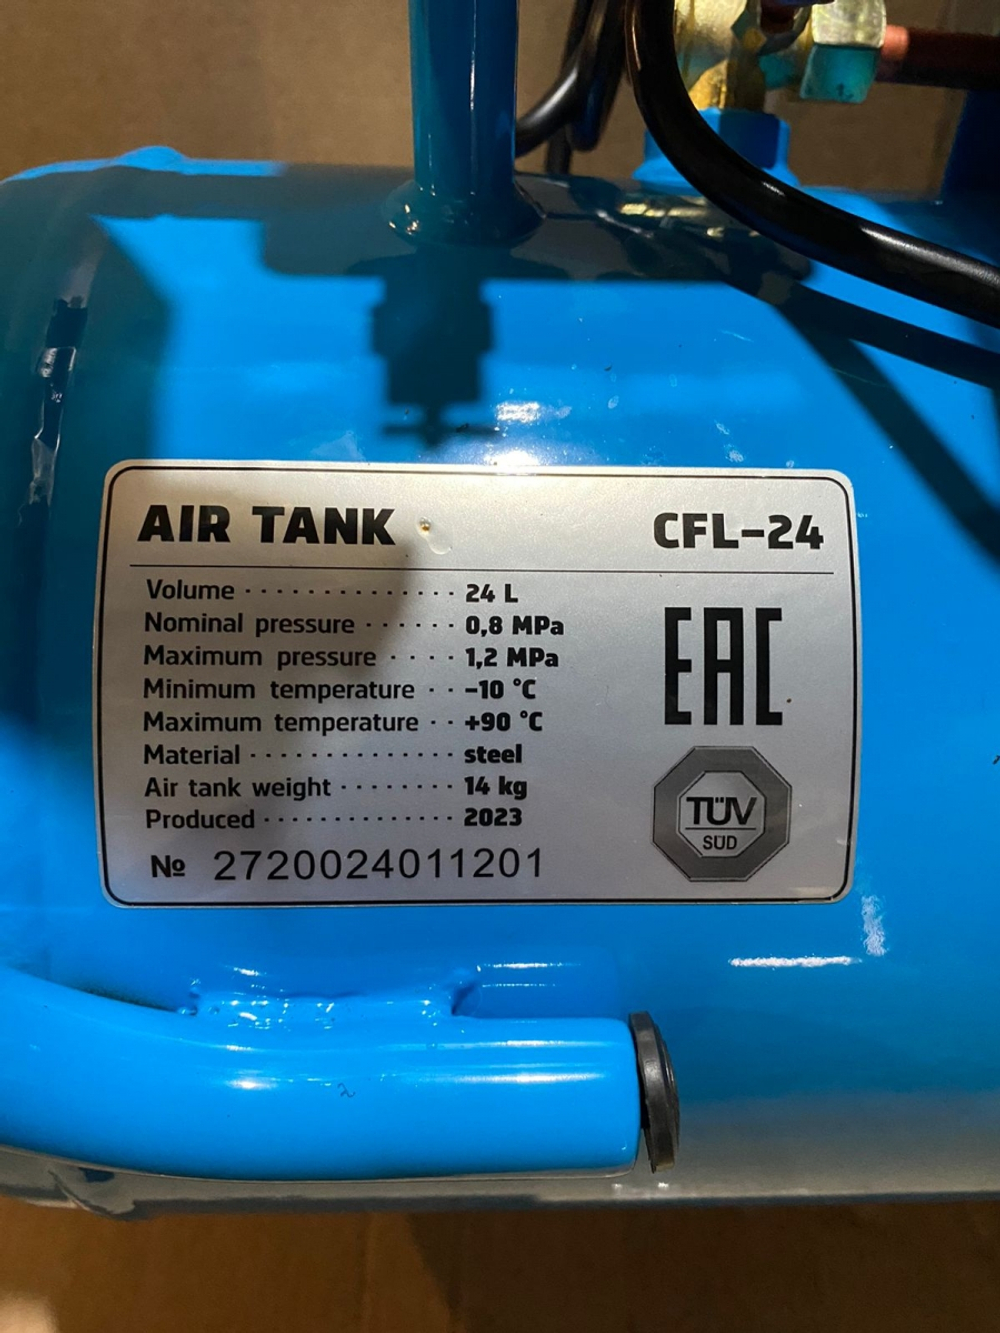 AIR TANK CFL-24
Volume 24 L
Nominal pressure 0,8 MPa
Maximum pressure 1,2 MPa
Minimum temperature -10 °C
Maximum temperature +90 °C
Material steel
Air tank weight 14 kg
Produced 2023
№ 2720024011201
EAC
TÜV
SÜD